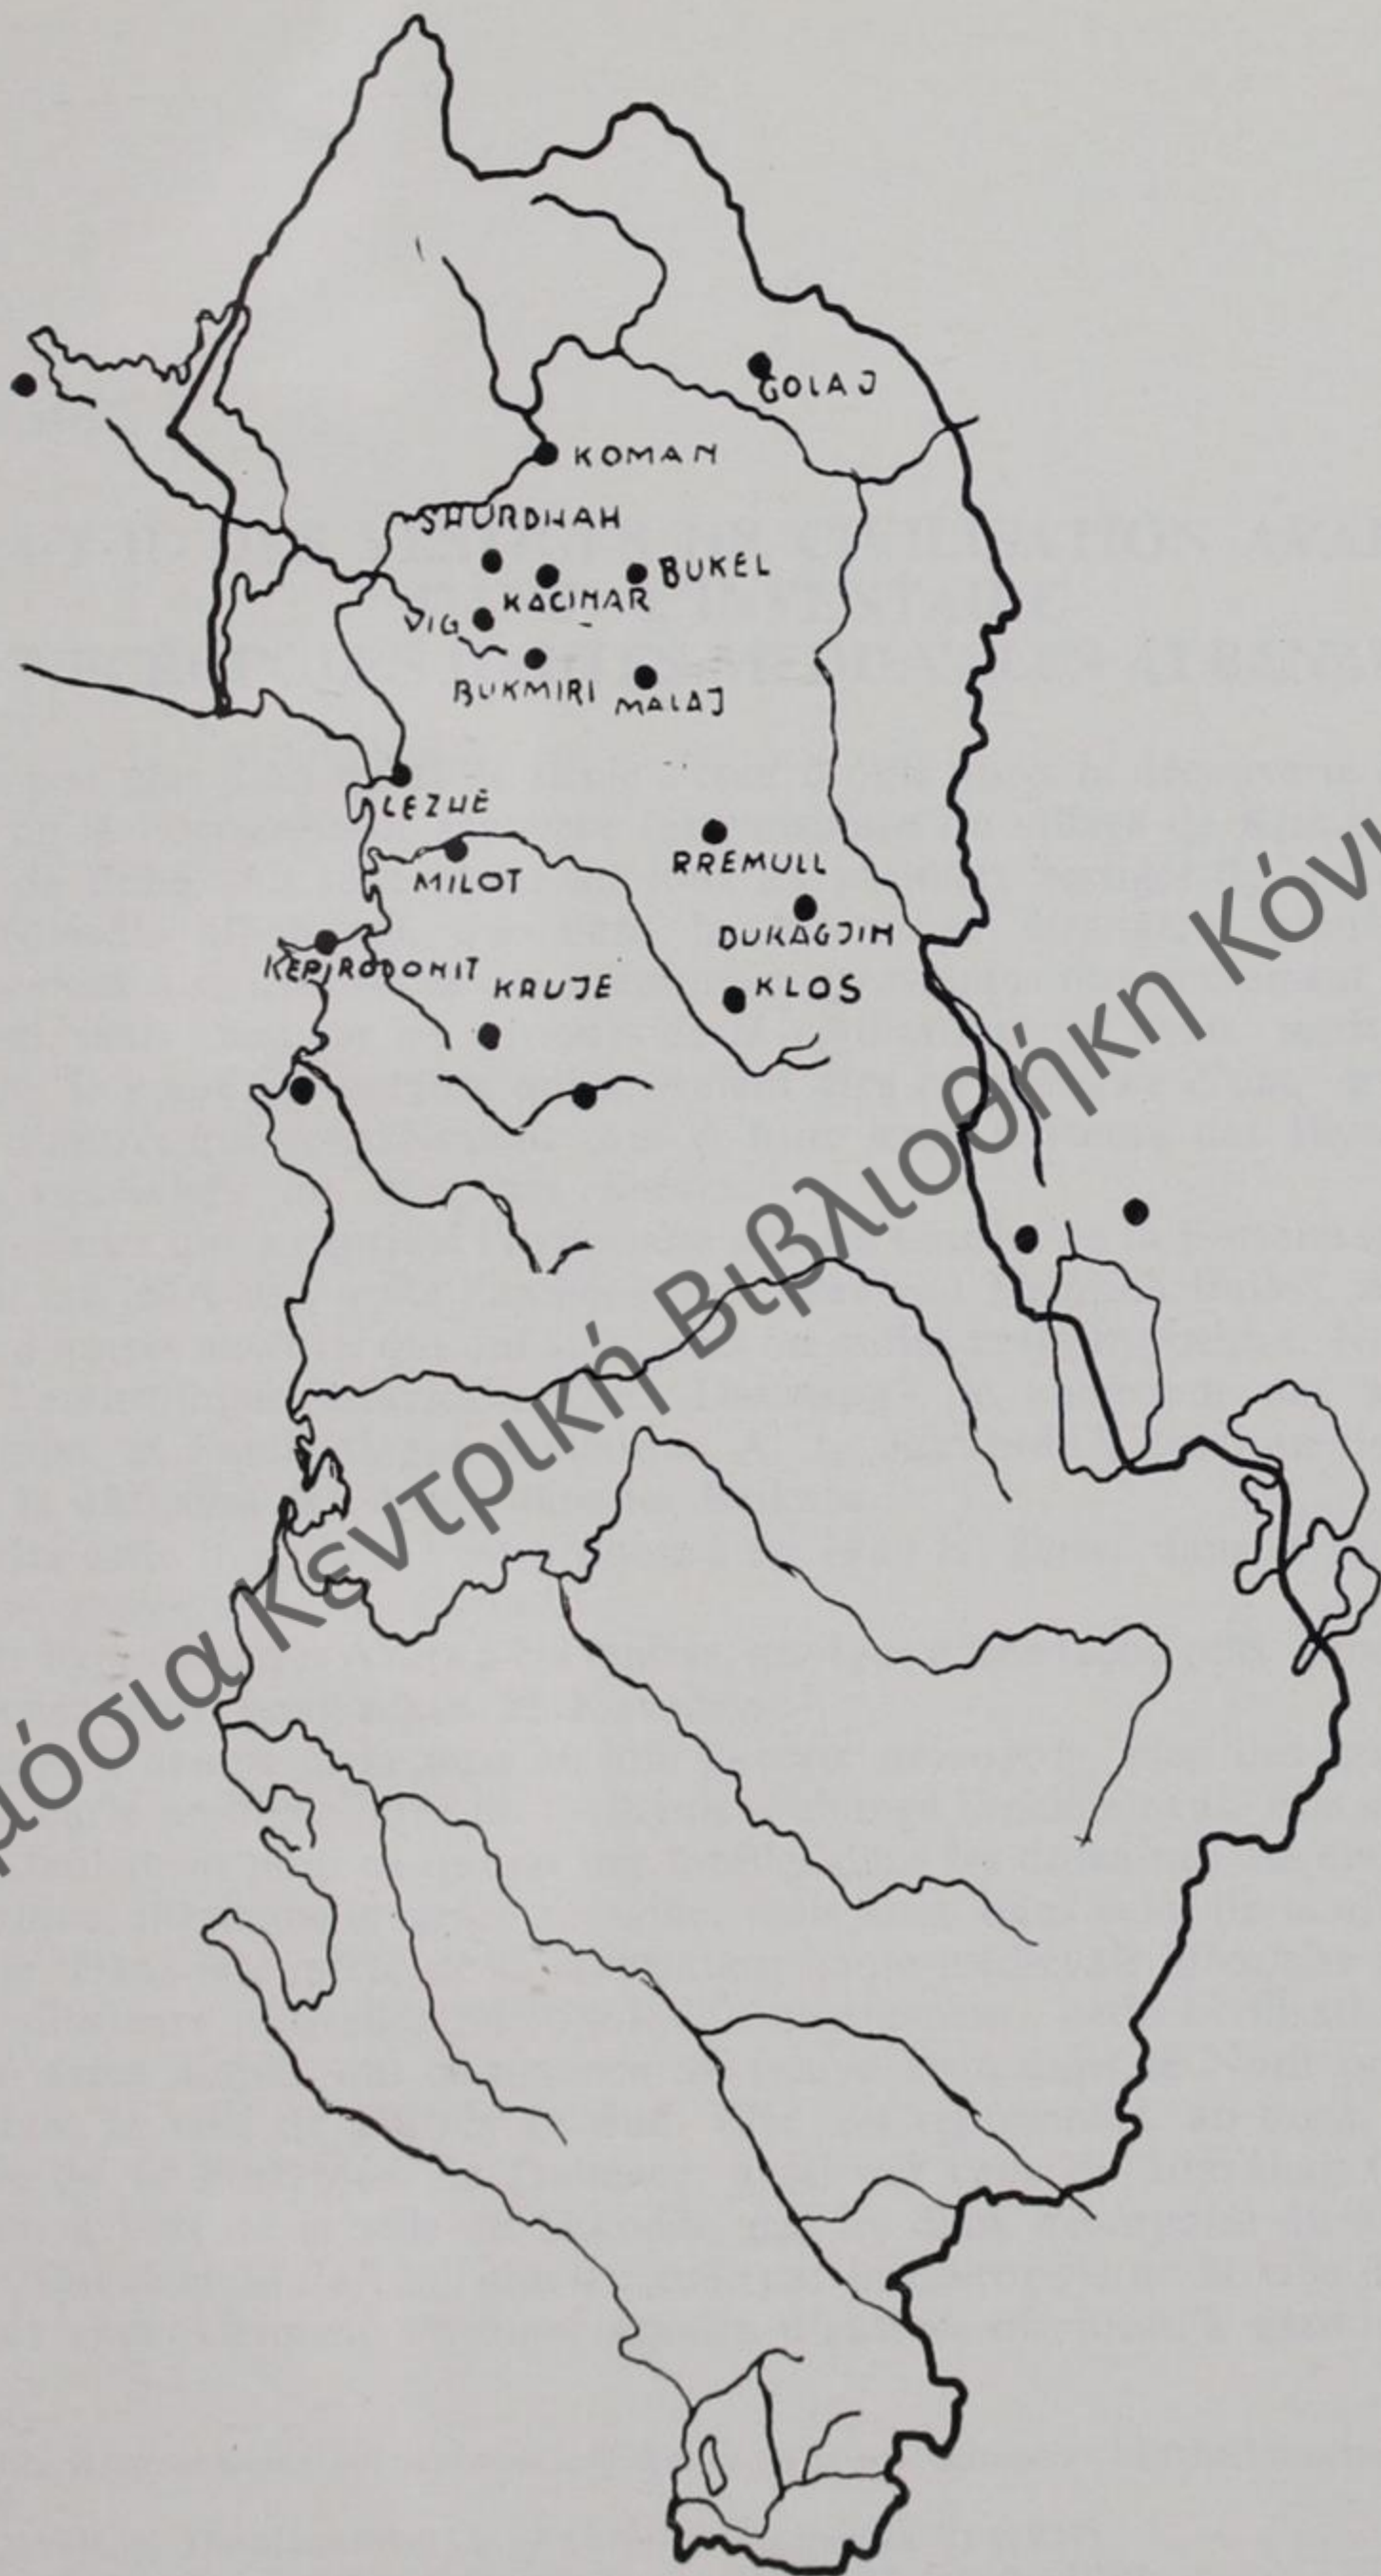 GOLAJ
KOMAN
SHURDHAH
BUKEL
KACINAR
VIG
BUKMIRI
MALAJ
LEZHË
MILOT
RREMULL
DUKAGJIN
KEPIRODONIT
KRUJE
KLOS
Κεντρική Βιβλιοθήκη